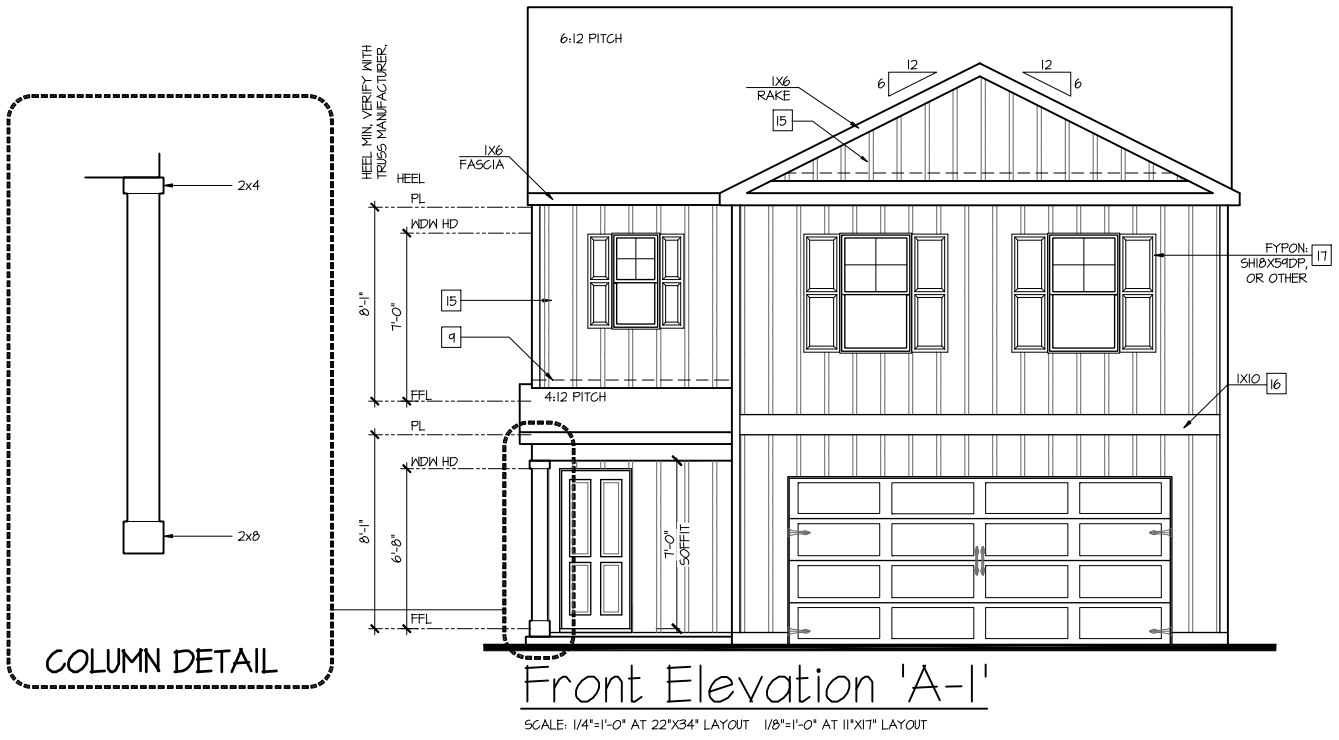 6:12 PITCH
HEEL MIN, VERIFY WITH
TRUSS MANUFACTURER,
12
6
12
6
1X6
RAKE
15
1X6
FASCIA
HEEL
PL
WDW HD
8'-1"
7'-0"
15
9
FFL
4:12 PITCH
FYPON:
SH18X59DP,
OR OTHER
17
1X10
16
PL
WDW HD
8'-1"
6'-8"
7'-0"
SOFFIT
FFL
2x4
2x8
COLUMN DETAIL
Front Elevation 'A-1'
SCALE: 1/4"=1'-0" AT 22"X34" LAYOUT 1/8"=1'-0" AT 11"X17" LAYOUT